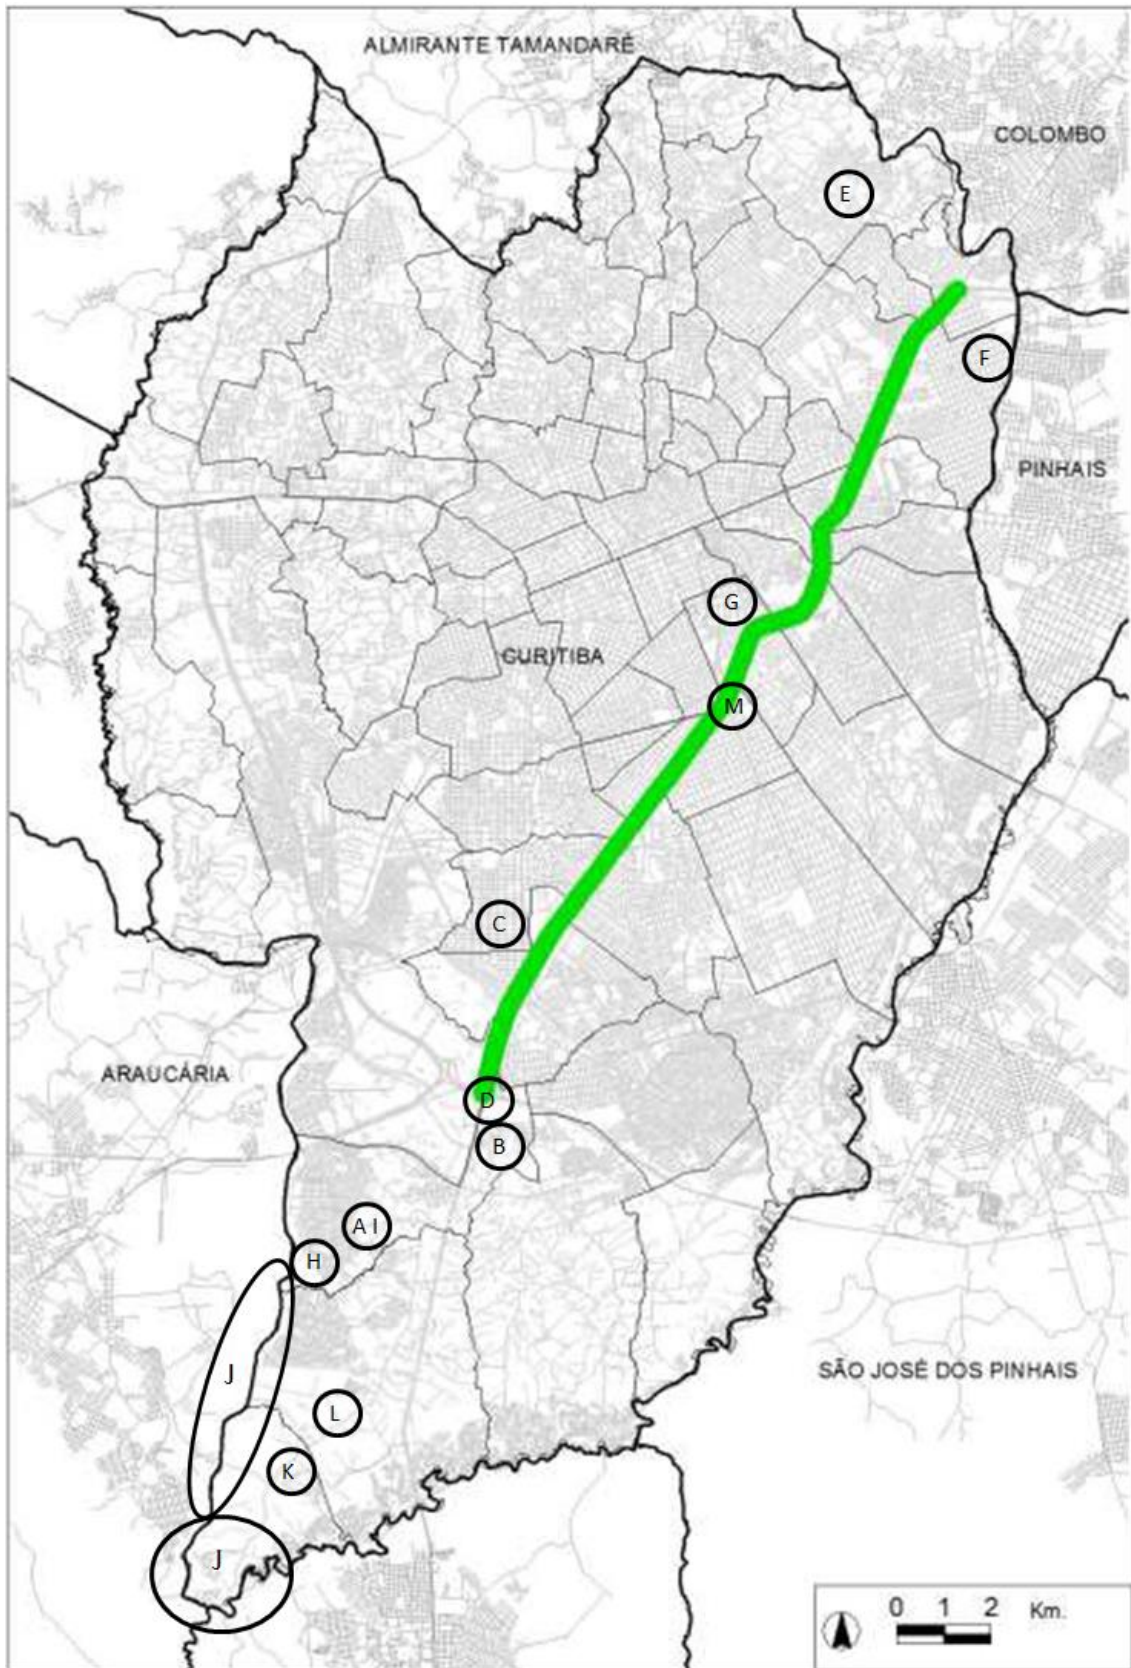 ALMIRANTE TAMANDARÉ
COLOMBO
E
F
PINHAIS
G
CURITIBA
M
C
ARAUCÁRIA
D
B
A I
H
J
SÃO JOSÉ DOS PINHAIS
L
K
J
0 1 2 Km.